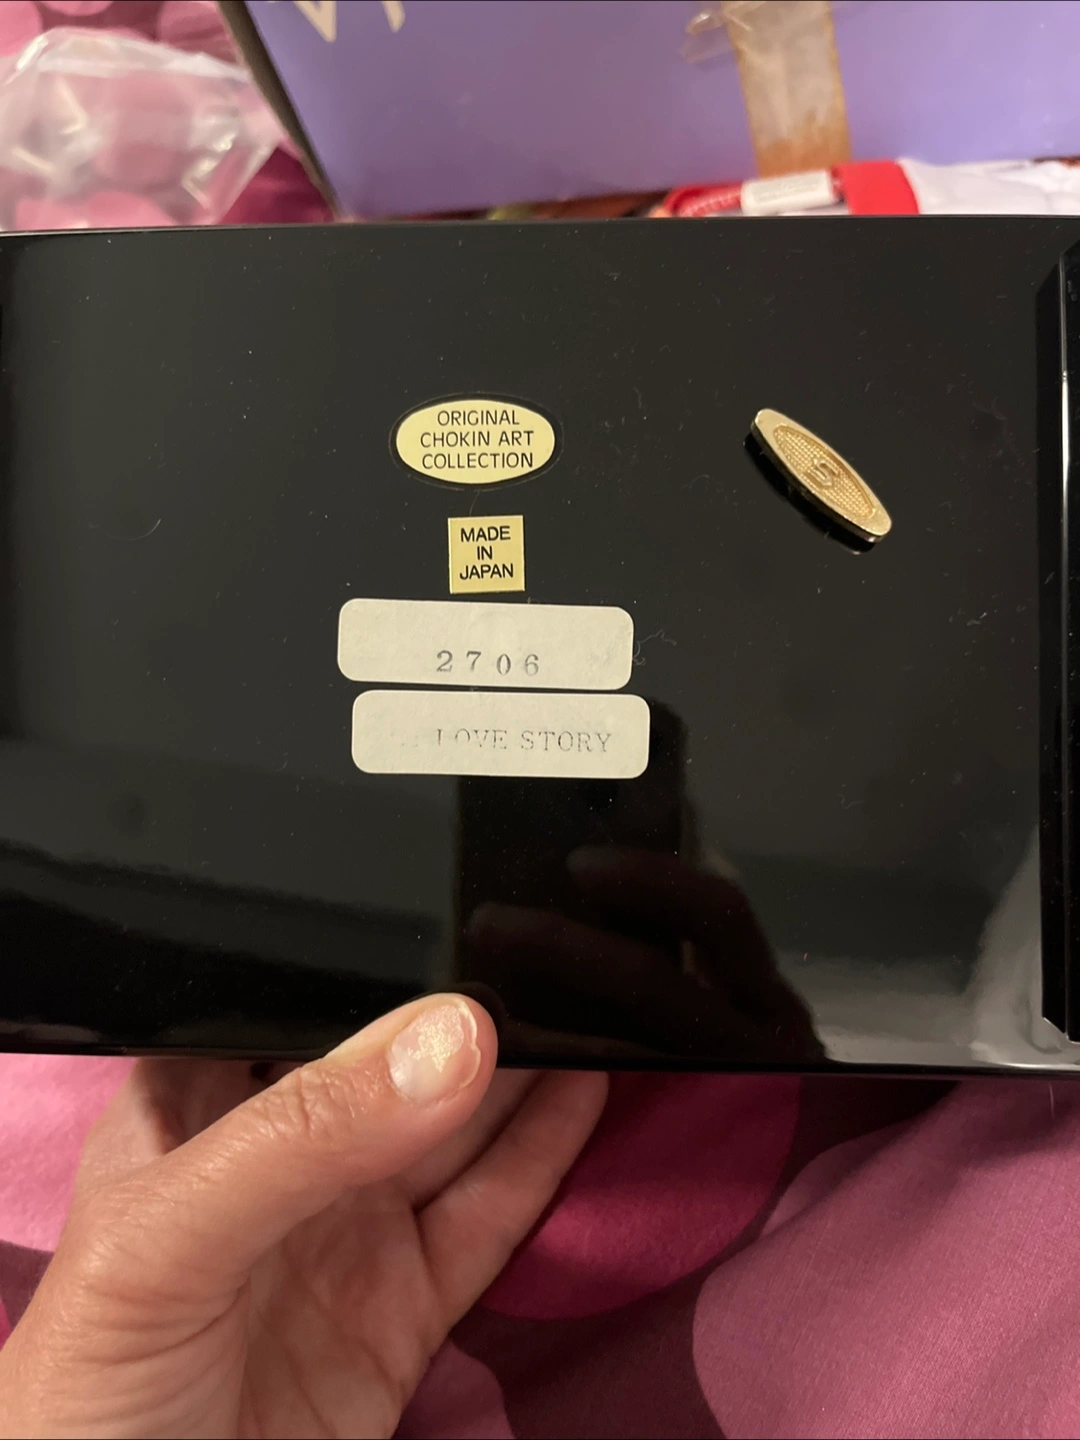 ORIGINAL
CHOKIN ART
COLLECTION
MADE
IN
JAPAN
2706
LOVE STORY